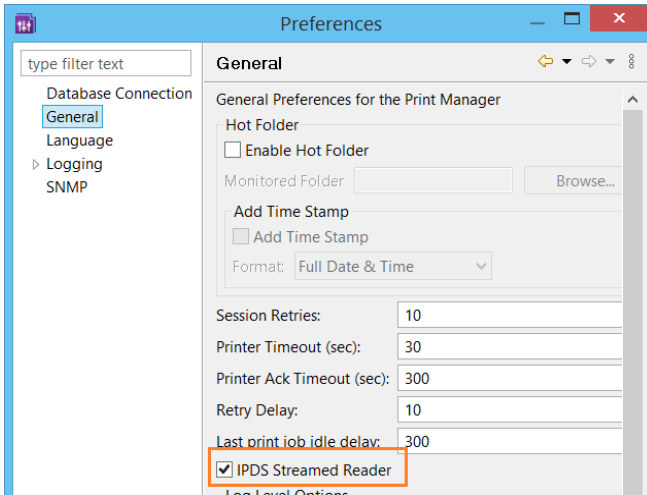 Preferences
type filter text
Database Connection
General
Language
Logging
SNMP
General
General Preferences for the Print Manager
Hot Folder
Enable Hot Folder
Monitored Folder
Browse...
Add Time Stamp
Add Time Stamp
Format: Full Date & Time
Session Retries: 10
Printer Timeout (sec): 30
Printer Ack Timeout (sec): 300
Retry Delay: 10
Last print job idle delay: 300
IPDS Streamed Reader
Log Level Options